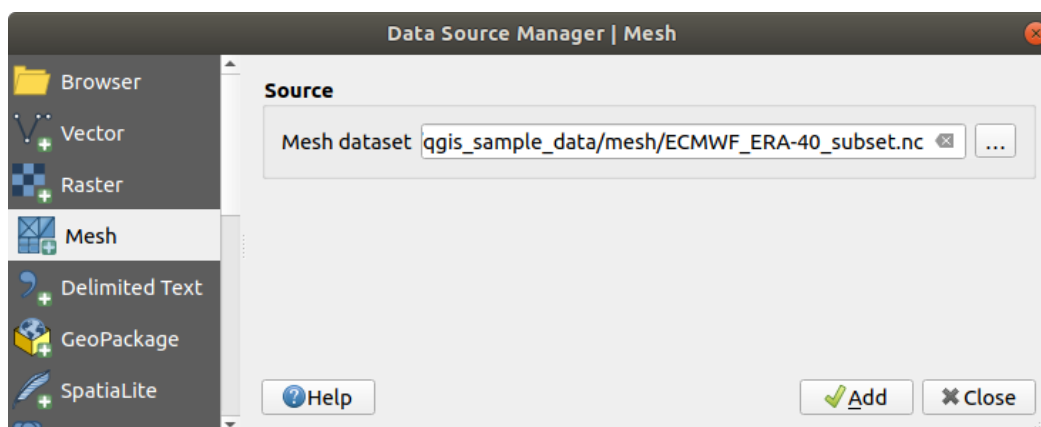 Data Source Manager | Mesh
Browser
Vector
Raster
Mesh
Delimited Text
GeoPackage
SpatiaLite
Source
Mesh dataset qgis_sample_data/mesh/ECMWF_ERA-40_subset.nc ...
Help
Add
Close